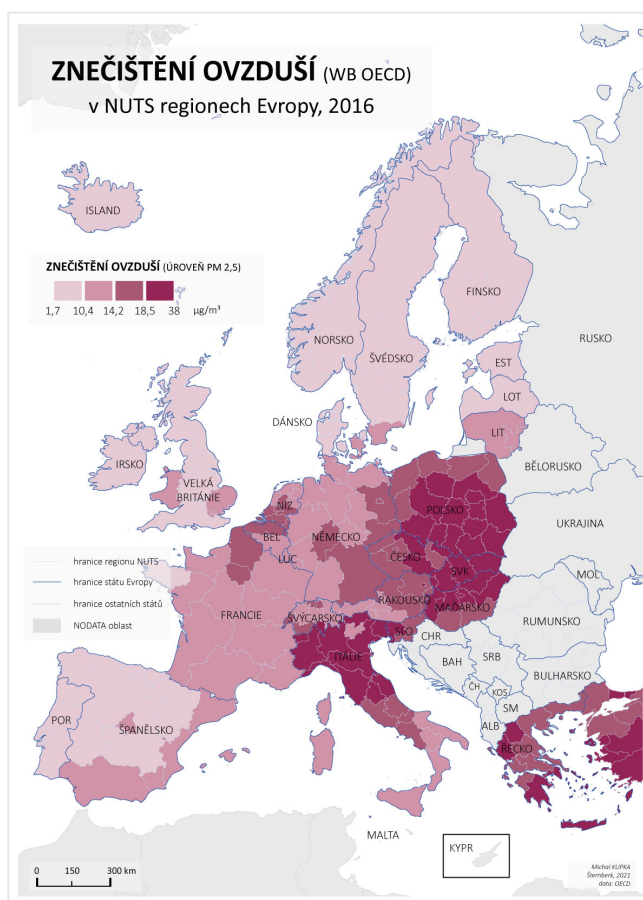 ZNEČIŠTĚNÍ OVZDUŠÍ (WB OECD)
v NUTS regionech Evropy, 2016
ISLAND
ZNEČIŠTĚNÍ OVZDUŠÍ (ÚROVEŇ PM 2,5)
1,7 10,4 14,2 18,5 38 µg/m³
FINSKO
NORSKO
ŠVÉDSKO
RUSKO
EST
LOT
DÁNSKO
LIT
IRSKO
VELKÁ
BRITÁNIE
BĚLORUSKO
NIZ
POLSKO
BEL
NĚMECKO
UKRAJINA
LUC
ČESKO
hranice regionu NUTS
hranice státu Evropy
hranice ostatních států
NODATA oblast
SVK
MOL
RAKOUSKO
MAĎARSKO
FRANCIE
ŠVÝCARSKO
RUMUNSKO
SLO
CHR
ITÁLIE
BAH
SRB
BULHARSKO
ČH
KOS
SM
POR
ŠPANĚLSKO
ALB
ŘECKO
MALTA
KYPR
0 150 300 km
Michal KUPKA
Šternberk, 2021
data: OECD